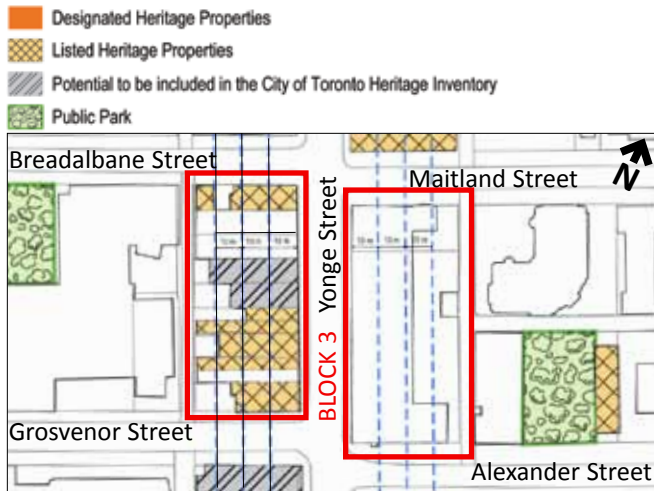 Designated Heritage Properties
Listed Heritage Properties
Potential to be included in the City of Toronto Heritage Inventory
Public Park
Breadalbane Street
Maitland Street
N
Yonge Street
BLOCK 3
Grosvenor Street
Alexander Street